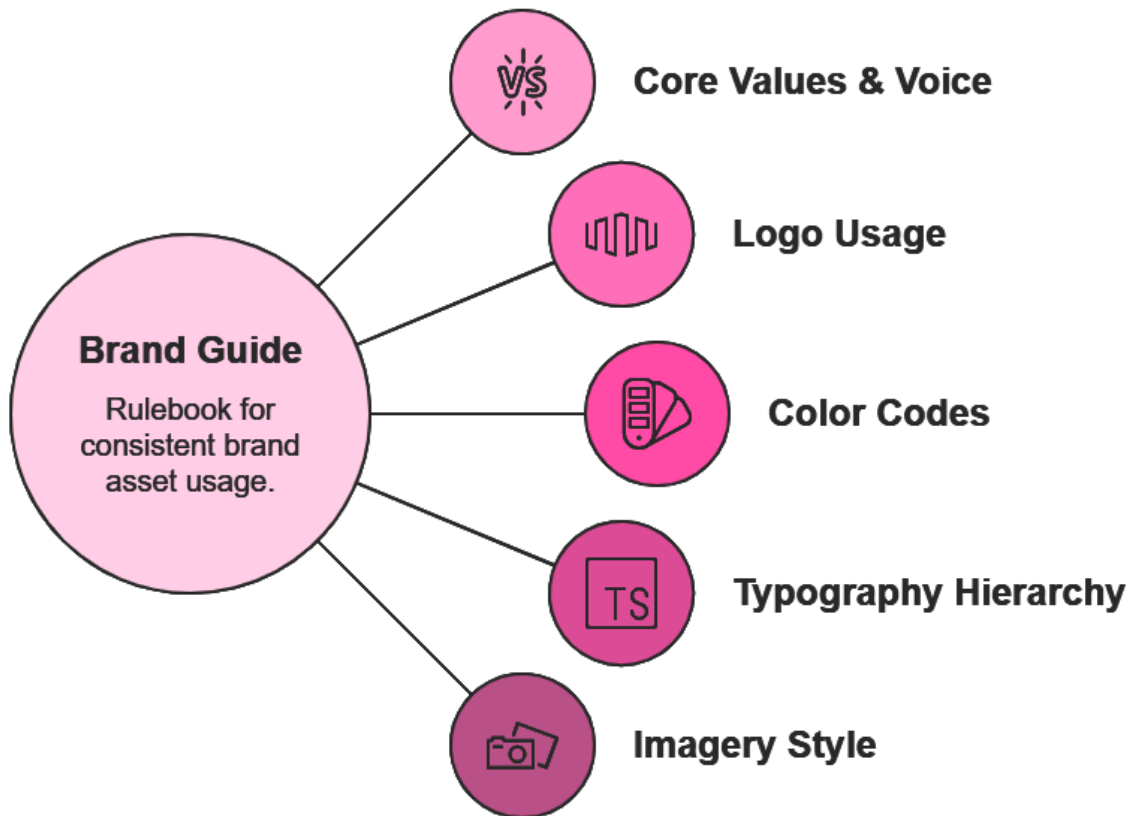 VS
Core Values & Voice
Logo Usage
Brand Guide
Rulebook for
consistent brand
asset usage.
Color Codes
TS
Typography Hierarchy
Imagery Style